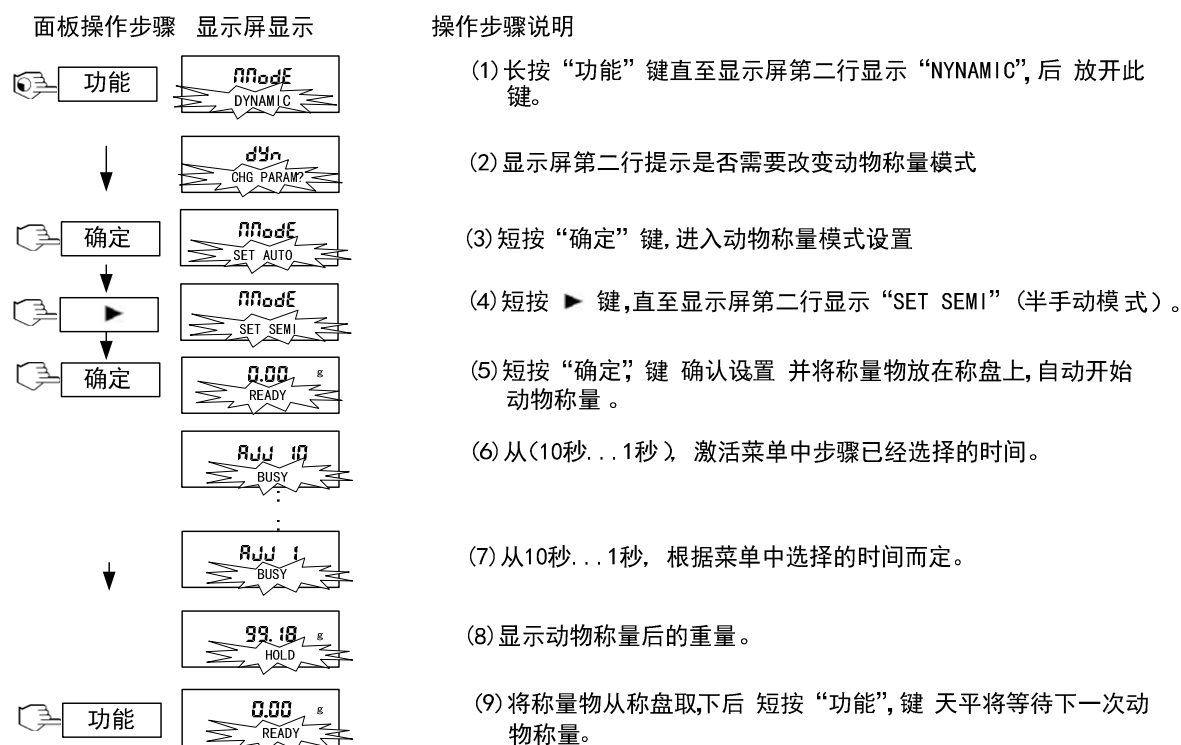 面板操作步骤 显示屏显示 操作步骤说明
功能
MModE
DYNAMIC
(1)长按“功能”键直至显示屏第二行显示“NYNAMIC”,后 放开此
键。
dYn
CHG PARAM?
(2)显示屏第二行提示是否需要改变动物称量模式
确定
MModE
SET AUTO
(3)短按“确定”键,进入动物称量模式设置
MModE
SET SEMI
(4)短按 ▶ 键,直至显示屏第二行显示“SET SEMI”(半手动模式)。
确定
0.00 g
READY
(5)短按“确定”,键 确认设置 并将称量物放在称盘上,自动开始
动物称量。
AJJ 10
BUSY
(6)从(10秒...1秒),激活菜单中步骤已经选择的时间。
AJJ 1
BUSY
(7)从10秒...1秒,根据菜单中选择的时间而定。
99.18 g
HOLD
(8)显示动物称量后的重量。
功能
0.00 g
READY
(9)将称量物从称盘取,下后 短按“功能”,键 天平将等待下一次动
物称量。